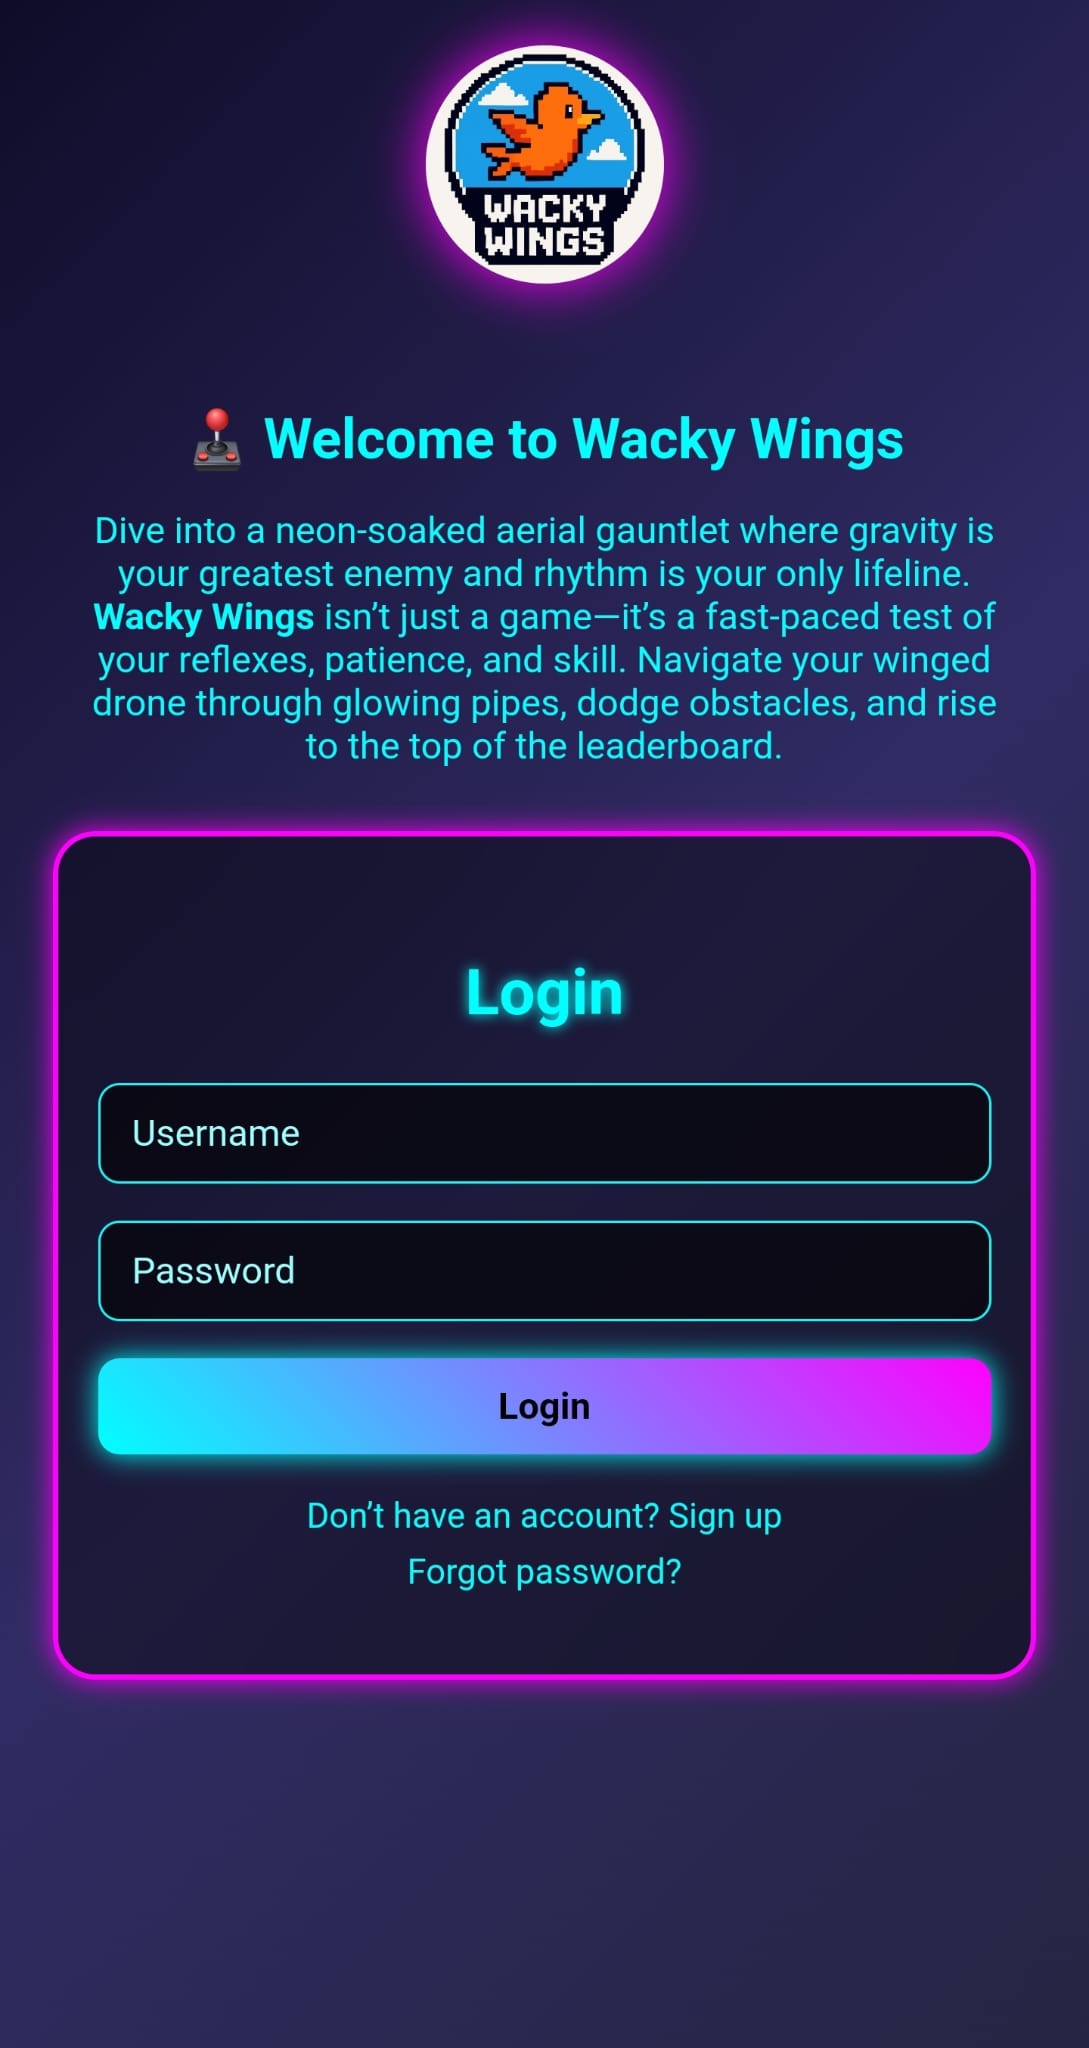 WACKY
WINGS
🕹️ Welcome to Wacky Wings
Dive into a neon-soaked aerial gauntlet where gravity is
your greatest enemy and rhythm is your only lifeline.
Wacky Wings isn’t just a game—it’s a fast-paced test of
your reflexes, patience, and skill. Navigate your winged
drone through glowing pipes, dodge obstacles, and rise
to the top of the leaderboard.
Login
Username
Password
Login
Don’t have an account? Sign up
Forgot password?